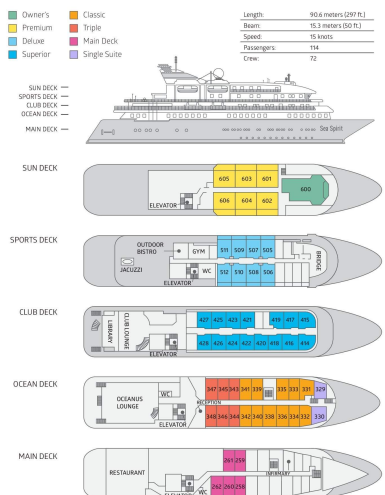 Owner's
Premium
Deluxe
Superior
Classic
Triple
Main Deck
Single Suite
Length: 90.6 meters (297 ft.)
Beam: 15.3 meters (50 ft.)
Speed: 15 knots
Passengers: 114
Crew: 72
SUN DECK
SPORTS DECK
CLUB DECK
OCEAN DECK
MAIN DECK
Sea Spirit
SUN DECK
605 603 601
600
606 604 602
ELEVATOR
SPORTS DECK
OUTDOOR
BISTRO
GYM
511 509 507 505
BRIDGE
JACUZZI
WC
512 510 508 506
ELEVATOR
CLUB DECK
LIBRARY
CLUB LOUNGE
427 425 423 421 419 417 415
428 426 424 422 420 418 416 414
ELEVATOR
OCEAN DECK
OCEANUS
LOUNGE
WC
347 345 343 341 339 335 333 331 329
RECEPTION
348 346 344 342 340 338 336 334 332 330
ELEVATOR
MAIN DECK
RESTAURANT
261 259
INFIRMARY
262 260 258
WC
ELEVATOR